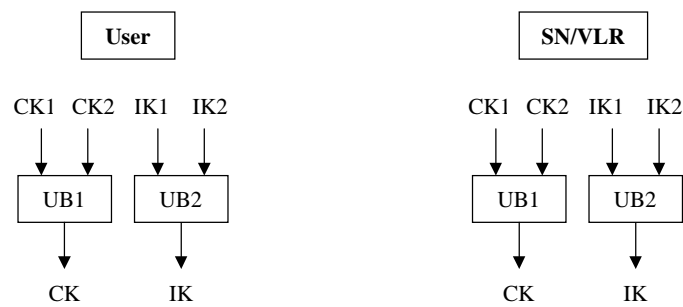 User SN/VLR
CK1 CK2 IK1 IK2 CK1 CK2 IK1 IK2
UB1 UB2 UB1 UB2
CK IK CK IK